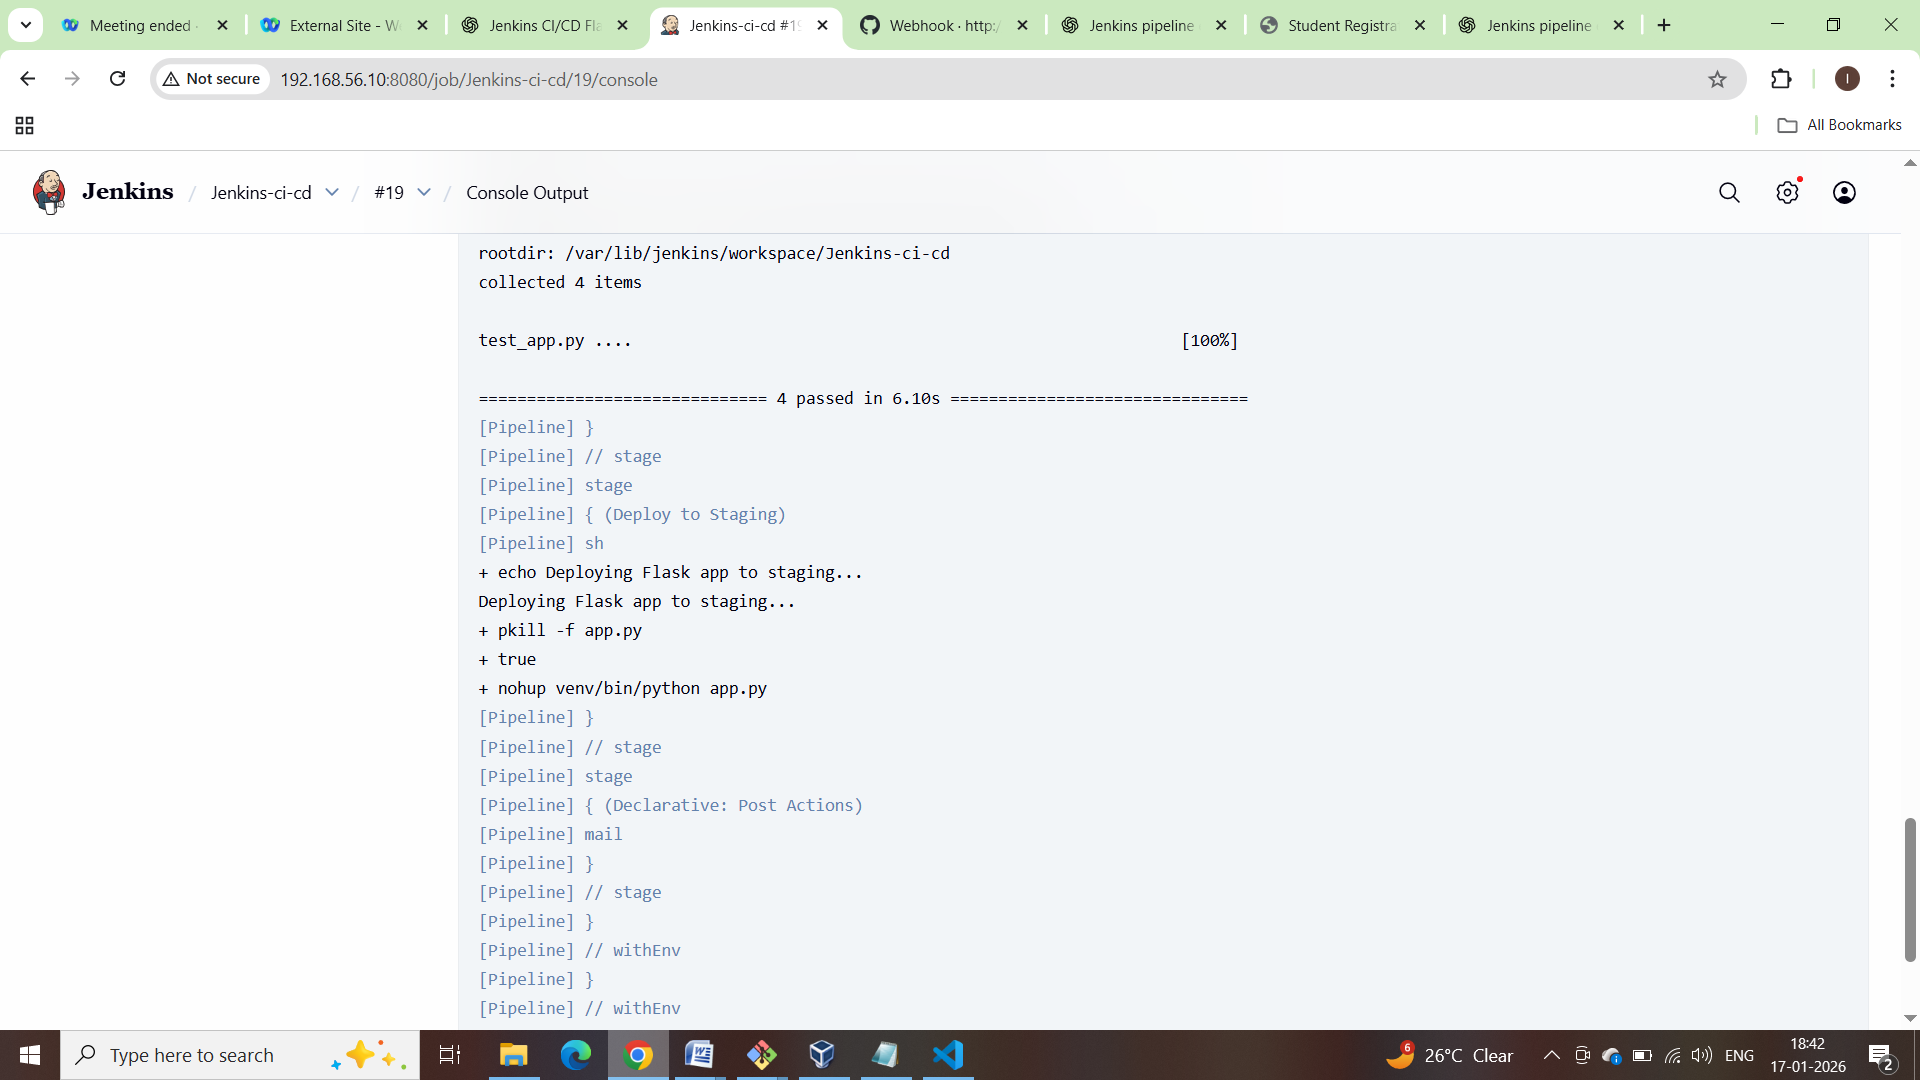 Meeting ended
External Site - W
Jenkins CI/CD Fla
Jenkins-ci-cd #19
Webhook · http:/
Jenkins pipeline
Student Registra
Jenkins pipeline
Not secure
192.168.56.10:8080/job/Jenkins-ci-cd/19/console
I
All Bookmarks
Jenkins / Jenkins-ci-cd / #19 / Console Output
rootdir: /var/lib/jenkins/workspace/Jenkins-ci-cd
collected 4 items
test_app.py .... [100%]
============================== 4 passed in 6.10s ===============================
[Pipeline] }
[Pipeline] // stage
[Pipeline] stage
[Pipeline] { (Deploy to Staging)
[Pipeline] sh
+ echo Deploying Flask app to staging...
Deploying Flask app to staging...
+ pkill -f app.py
+ true
+ nohup venv/bin/python app.py
[Pipeline] }
[Pipeline] // stage
[Pipeline] stage
[Pipeline] { (Declarative: Post Actions)
[Pipeline] mail
[Pipeline] }
[Pipeline] // stage
[Pipeline] }
[Pipeline] // withEnv
[Pipeline] }
[Pipeline] // withEnv
Type here to search
6
26°C Clear
ENG
18:42
17-01-2026
2